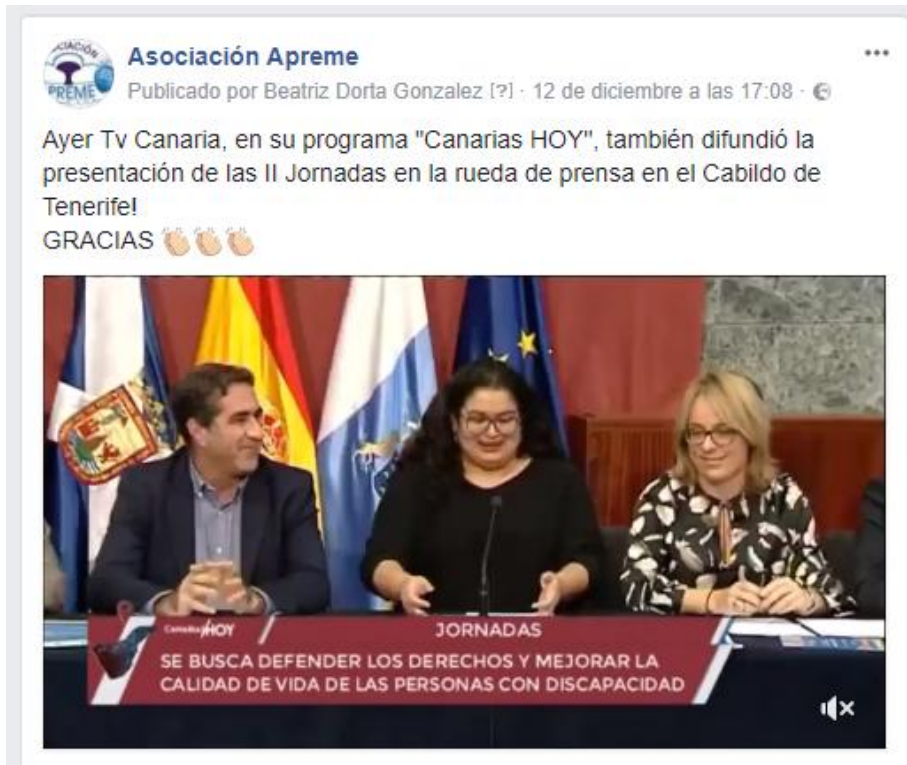 CIACIÓN
PREME
Asociación Apreme
Publicado por Beatriz Dorta Gonzalez [?] · 12 de diciembre a las 17:08 ·
Ayer Tv Canaria, en su programa "Canarias HOY", también difundió la
presentación de las II Jornadas en la rueda de prensa en el Cabildo de
Tenerife!
GRACIAS 👏🏻👏🏻👏🏻
Canarias HOY
JORNADAS
SE BUSCA DEFENDER LOS DERECHOS Y MEJORAR LA
CALIDAD DE VIDA DE LAS PERSONAS CON DISCAPACIDAD